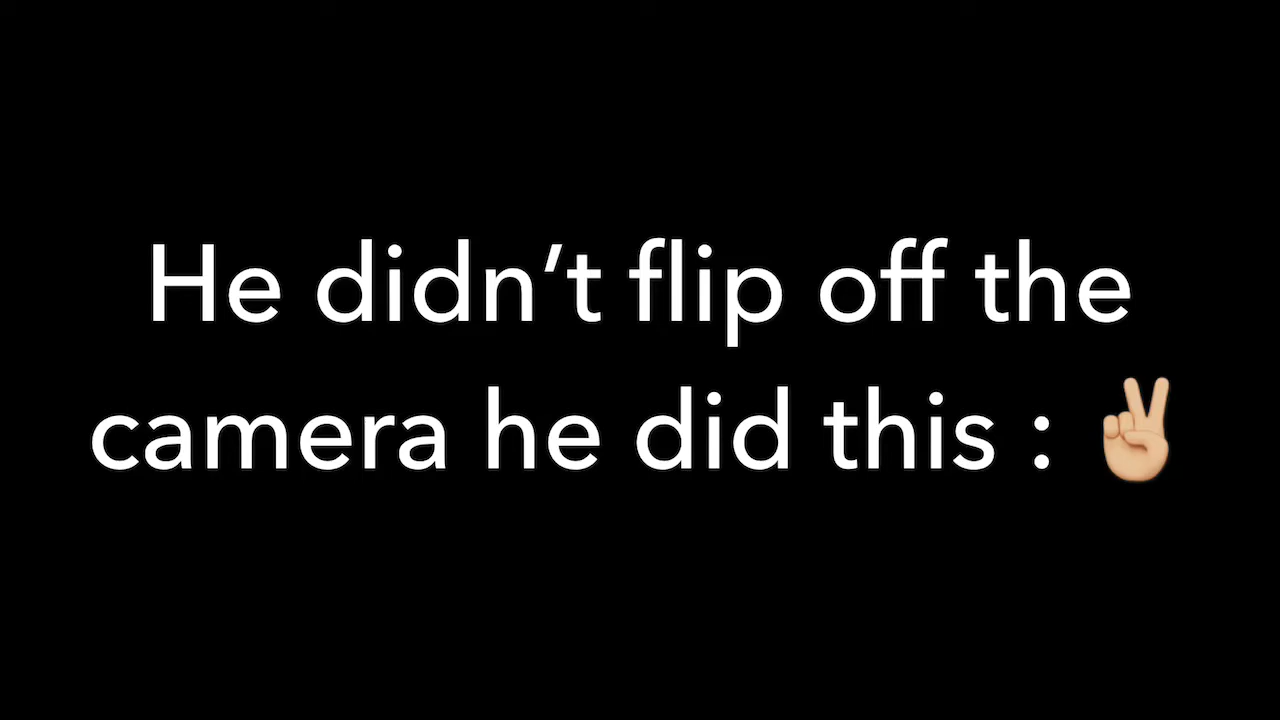 He didn’t flip off the
camera he did this : ✌🏼